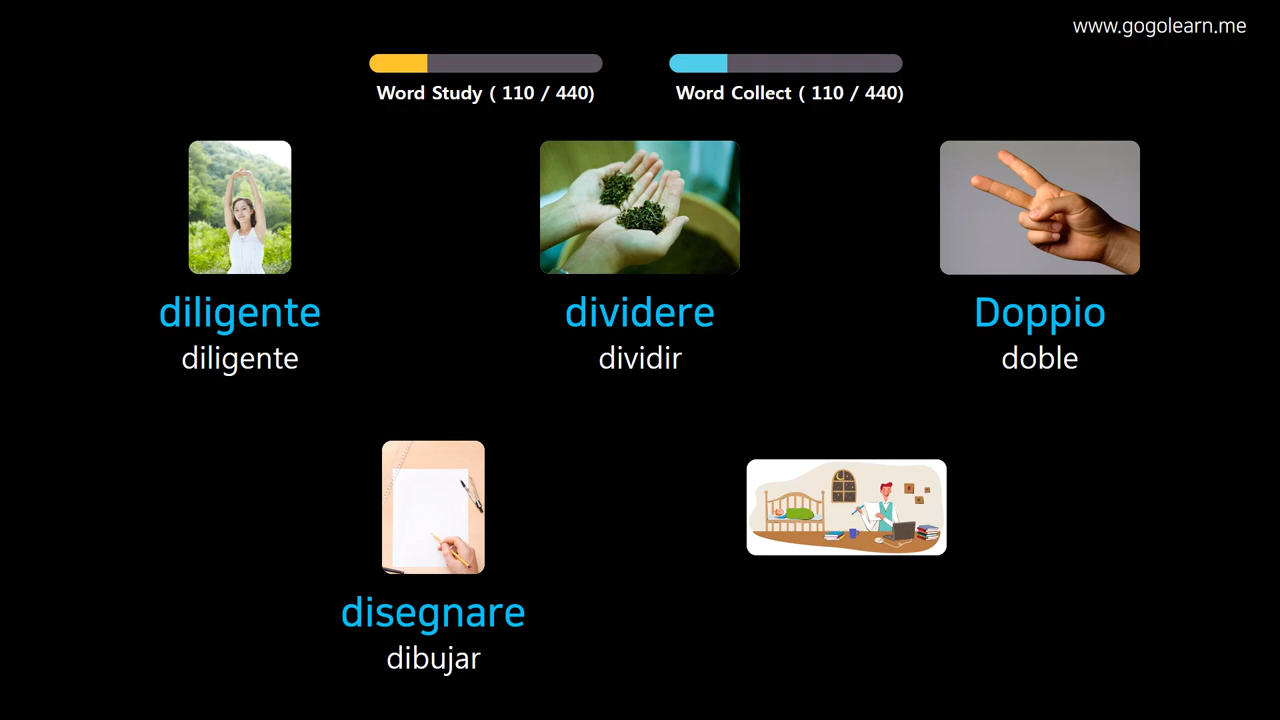 www.gogolearn.me
Word Study ( 110 / 440)
Word Collect ( 110 / 440)
diligente
diligente
dividere
dividir
Doppio
doble
disegnare
dibujar